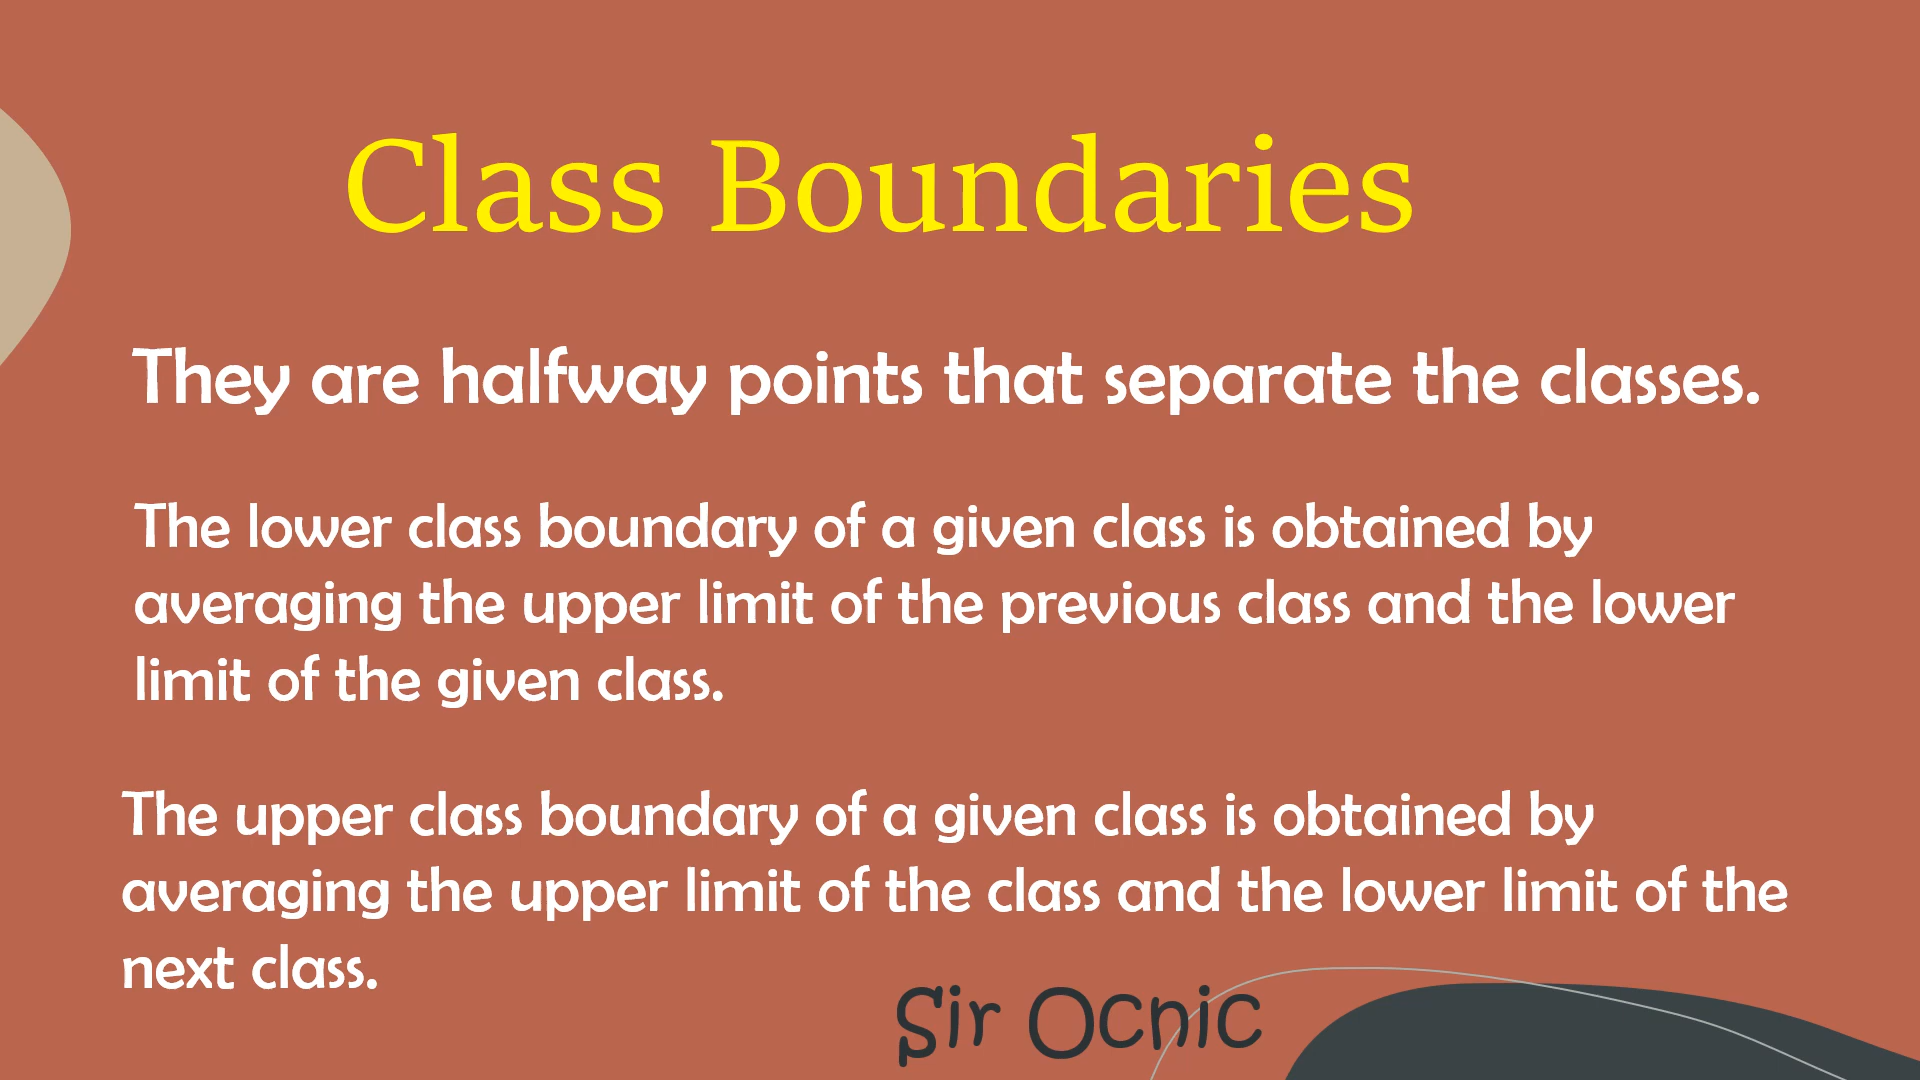 Class Boundaries
They are halfway points that separate the classes.
The lower class boundary of a given class is obtained by
averaging the upper limit of the previous class and the lower
limit of the given class.
The upper class boundary of a given class is obtained by
averaging the upper limit of the class and the lower limit of the
next class.
Sir Ocnic